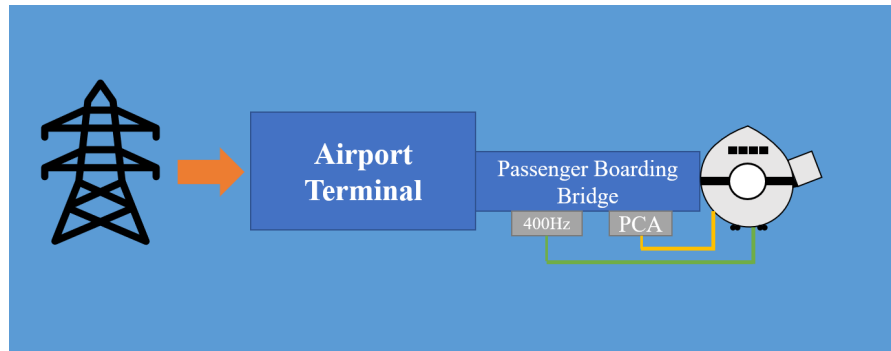 Airport
Terminal
Passenger Boarding
Bridge
400Hz
PCA